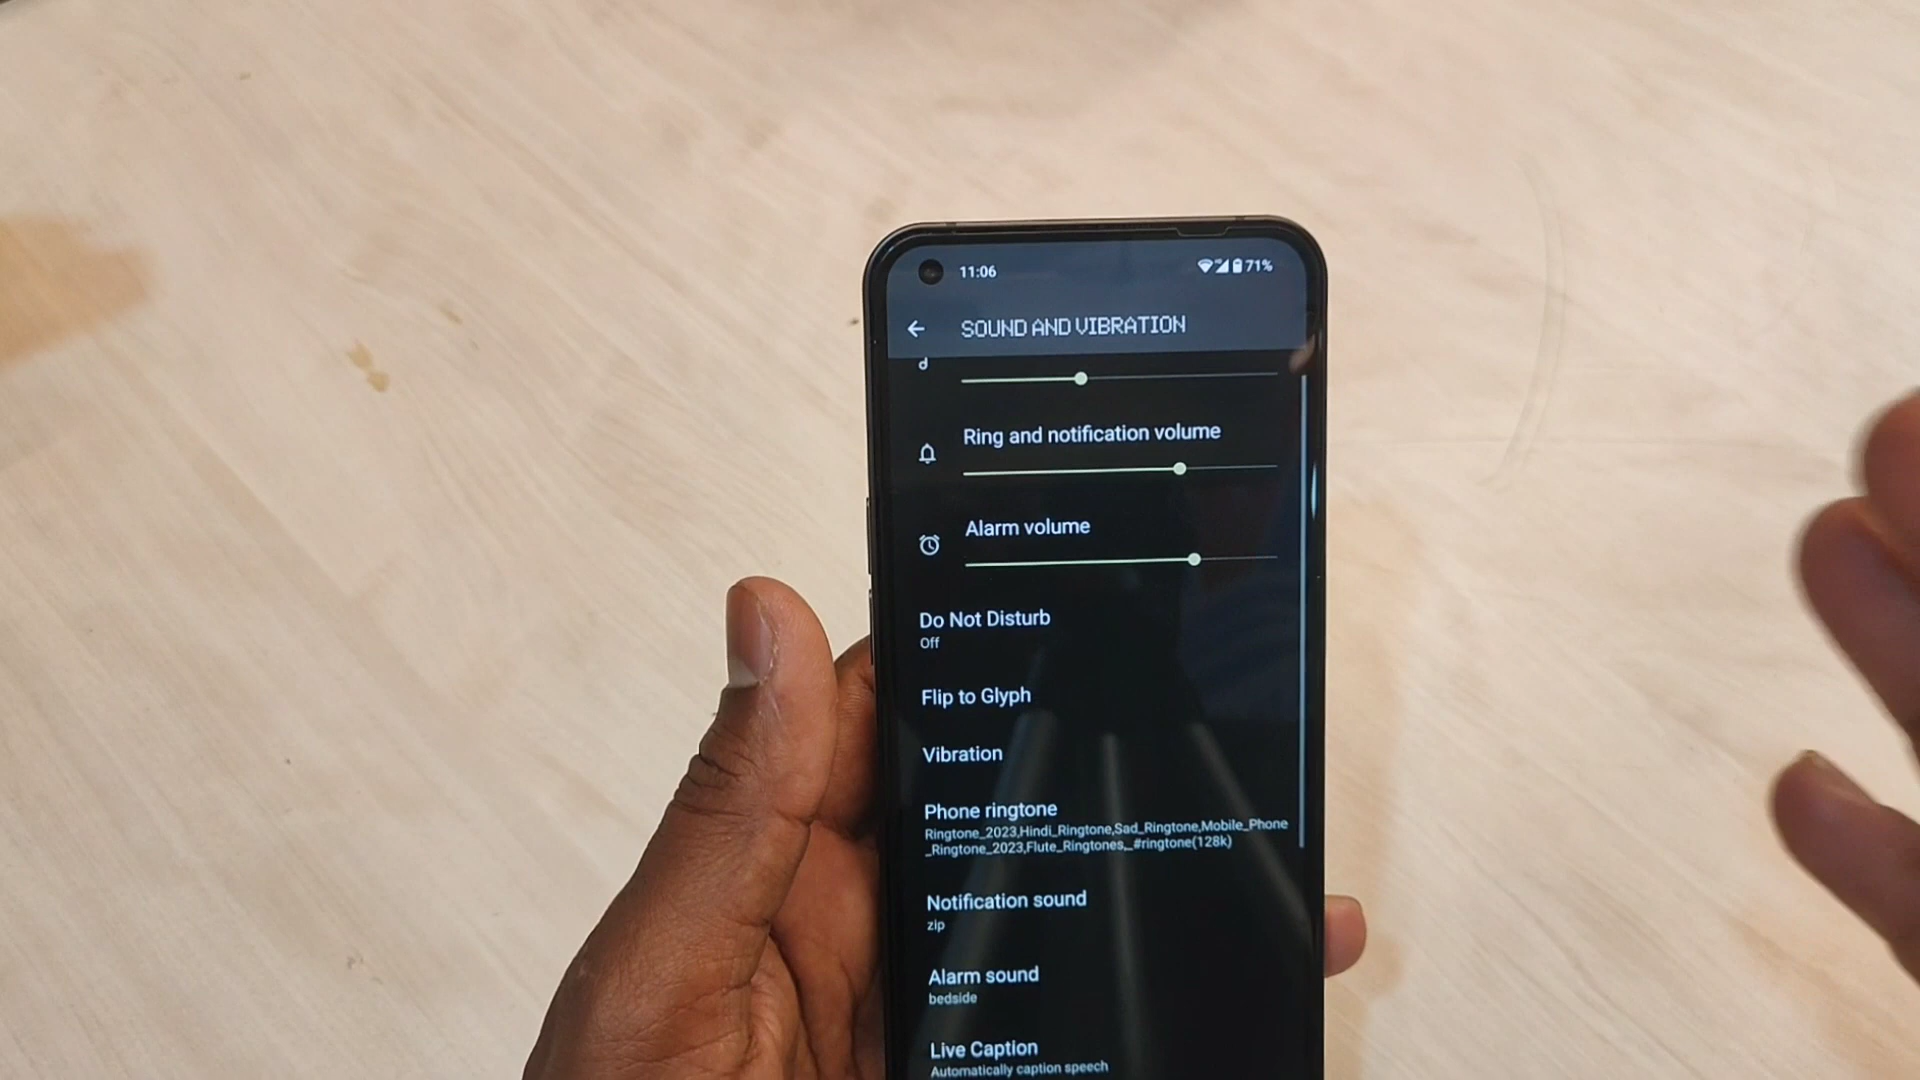 11:06
71%
SOUND AND VIBRATION
Ring and notification volume
Alarm volume
Do Not Disturb
Off
Flip to Glyph
Vibration
Phone ringtone
Ringtone_2023,Hindi_Ringtone,Sad_Ringtone,Mobile_Phone
_Ringtone_2023,Flute_Ringtones,_#ringtone(128k)
Notification sound
zip
Alarm sound
bedside
Live Caption
Automatically caption speech